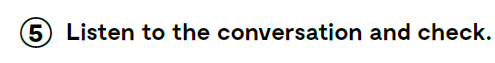 ⑤ Listen to the conversation and check.